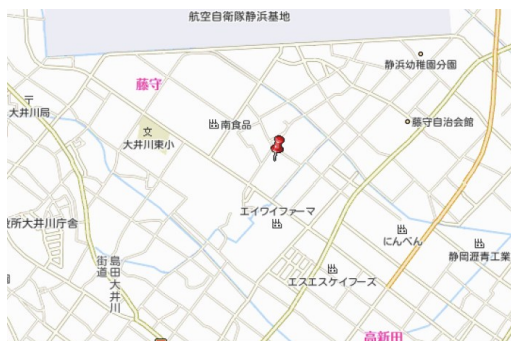 航空自衛隊静浜基地
静浜幼稚園分園
藤守
大井川局
南食品
藤守自治会館
文
大井川東小
エイワイファーマ
役所大井川庁舎
にんべん
静岡瀝青工業
島田大井川
街道
エスエスケイフーズ
高新田